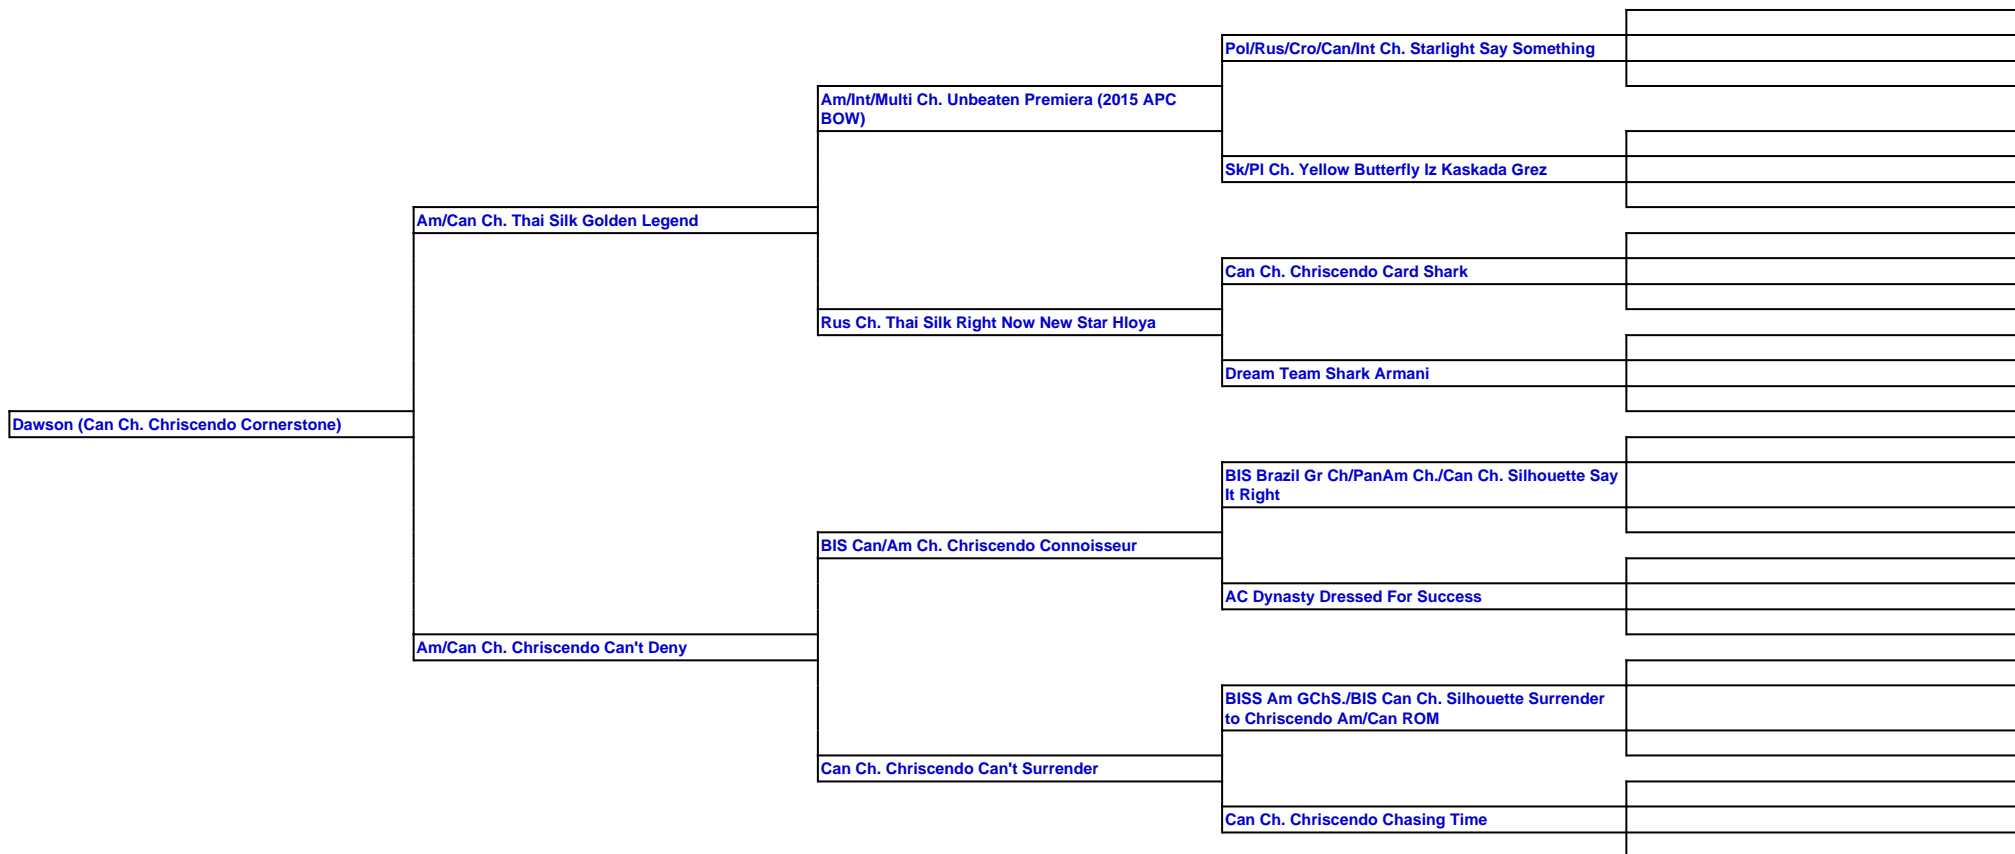 Pol/Rus/Cro/Can/Int Ch. Starlight Say Something
Am/Int/Multi Ch. Unbeaten Premiera (2015 APC
BOW)
Sk/Pl Ch. Yellow Butterfly Iz Kaskada Grez
Am/Can Ch. Thai Silk Golden Legend
Can Ch. Chriscendo Card Shark
Rus Ch. Thai Silk Right Now New Star Hloya
Dream Team Shark Armani
Dawson (Can Ch. Chriscendo Cornerstone)
BIS Brazil Gr Ch/PanAm Ch./Can Ch. Silhouette Say
It Right
BIS Can/Am Ch. Chriscendo Connoisseur
AC Dynasty Dressed For Success
Am/Can Ch. Chriscendo Can't Deny
BISS Am GChS./BIS Can Ch. Silhouette Surrender
to Chriscendo Am/Can ROM
Can Ch. Chriscendo Can't Surrender
Can Ch. Chriscendo Chasing Time